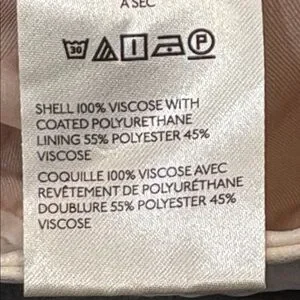 A SEC
30
P
SHELL 100% VISCOSE WITH
COATED POLYURETHANE
LINING 55% POLYESTER 45%
VISCOSE
COQUILLE 100% VISCOSE AVEC
REVÊTEMENT DE POLYURÉTHANE
DOUBLURE 55% POLYESTER 45%
VISCOSE